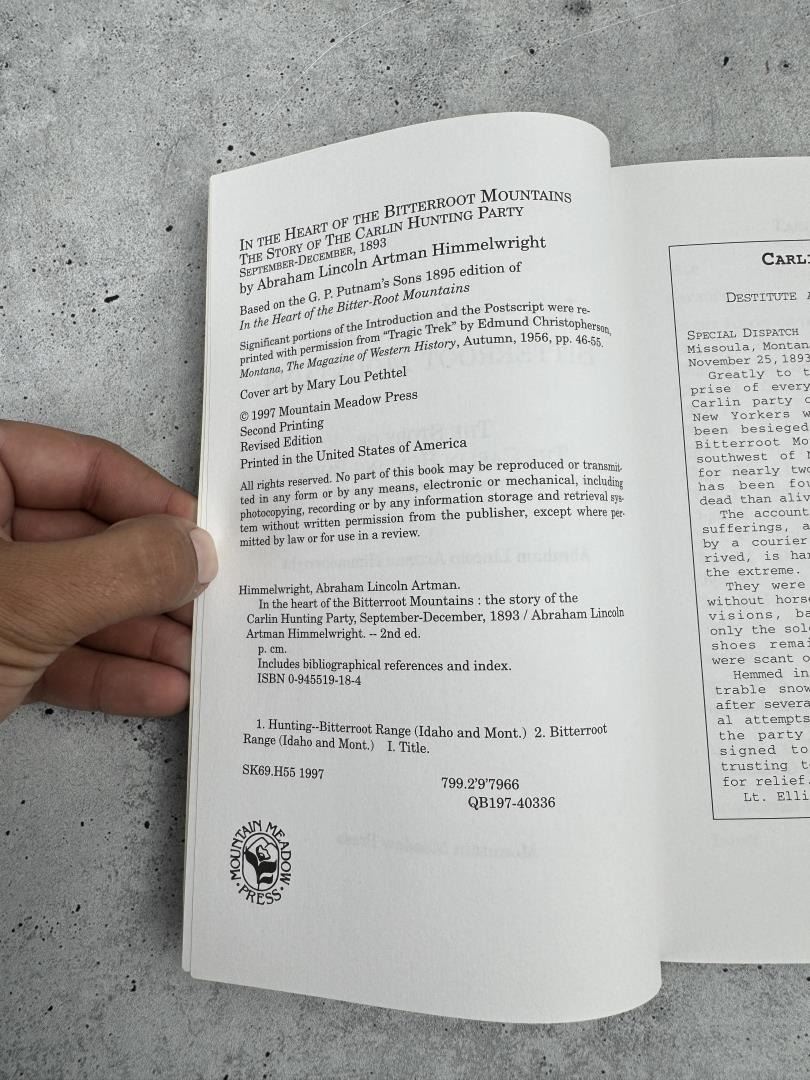 IN THE HEART OF THE BITTERROOT MOUNTAINS
THE STORY OF THE CARLIN HUNTING PARTY
SEPTEMBER-DECEMBER, 1893
by Abraham Lincoln Artman Himmelwright
Based on the G. P. Putnam's Sons 1895 edition of
In the Heart of the Bitter-Root Mountains
Significant portions of the Introduction and the Postscript were re-
printed with permission from "Tragic Trek" by Edmund Christopherson,
Montana, The Magazine of Western History, Autumn, 1956, pp. 46-55.
Cover art by Mary Lou Pethtel
© 1997 Mountain Meadow Press
Second Printing
Revised Edition
Printed in the United States of America
All rights reserved. No part of this book may be reproduced or transmit-
ted in any form or by any means, electronic or mechanical, including
photocopying, recording or by any information storage and retrieval sys-
tem without written permission from the publisher, except where per-
mitted by law or for use in a review.
Himmelwright, Abraham Lincoln Artman.
In the heart of the Bitterroot Mountains : the story of the
Carlin Hunting Party, September-December, 1893 / Abraham Lincoln
Artman Himmelwright. -- 2nd ed.
p. cm.
Includes bibliographical references and index.
ISBN 0-945519-18-4
1. Hunting--Bitterroot Range (Idaho and Mont.) 2. Bitterroot
Range (Idaho and Mont.) I. Title.
SK69.H55 1997
799.2'9'7966
QB197-40336
MOUNTAIN MEADOW
PRESS
CARLI
DESTITUTE
SPECIAL DISPATCH
Missoula, Montan
November 25, 1893
Greatly to t
prise of every
Carlin party o
New Yorkers w
been besieged
Bitterroot Mo
southwest of M
for nearly two
has been fou
dead than aliv
The account
sufferings, a
by a courier
rived, is har
the extreme.
They were
without horse
visions, ba
only the sol
shoes remai
were scant o
Hemmed in
trable snow
after severa
al attempts
the party
signed to
trusting t
for relief.
Lt. Elli